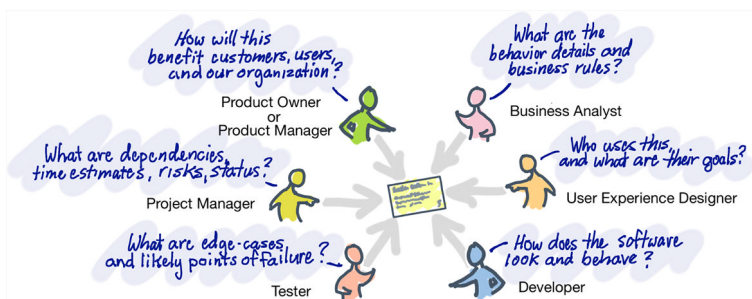 How will this
benefit customers, users,
and our organization?
Product Owner
or
Product Manager
What are the
behavior details and
business rules?
Business Analyst
What are dependencies,
time estimates, risks, status?
Project Manager
Who uses this,
and what are their goals?
User Experience Designer
What are edge-cases
and likely points of failure?
Tester
How does the software
look and behave?
Developer